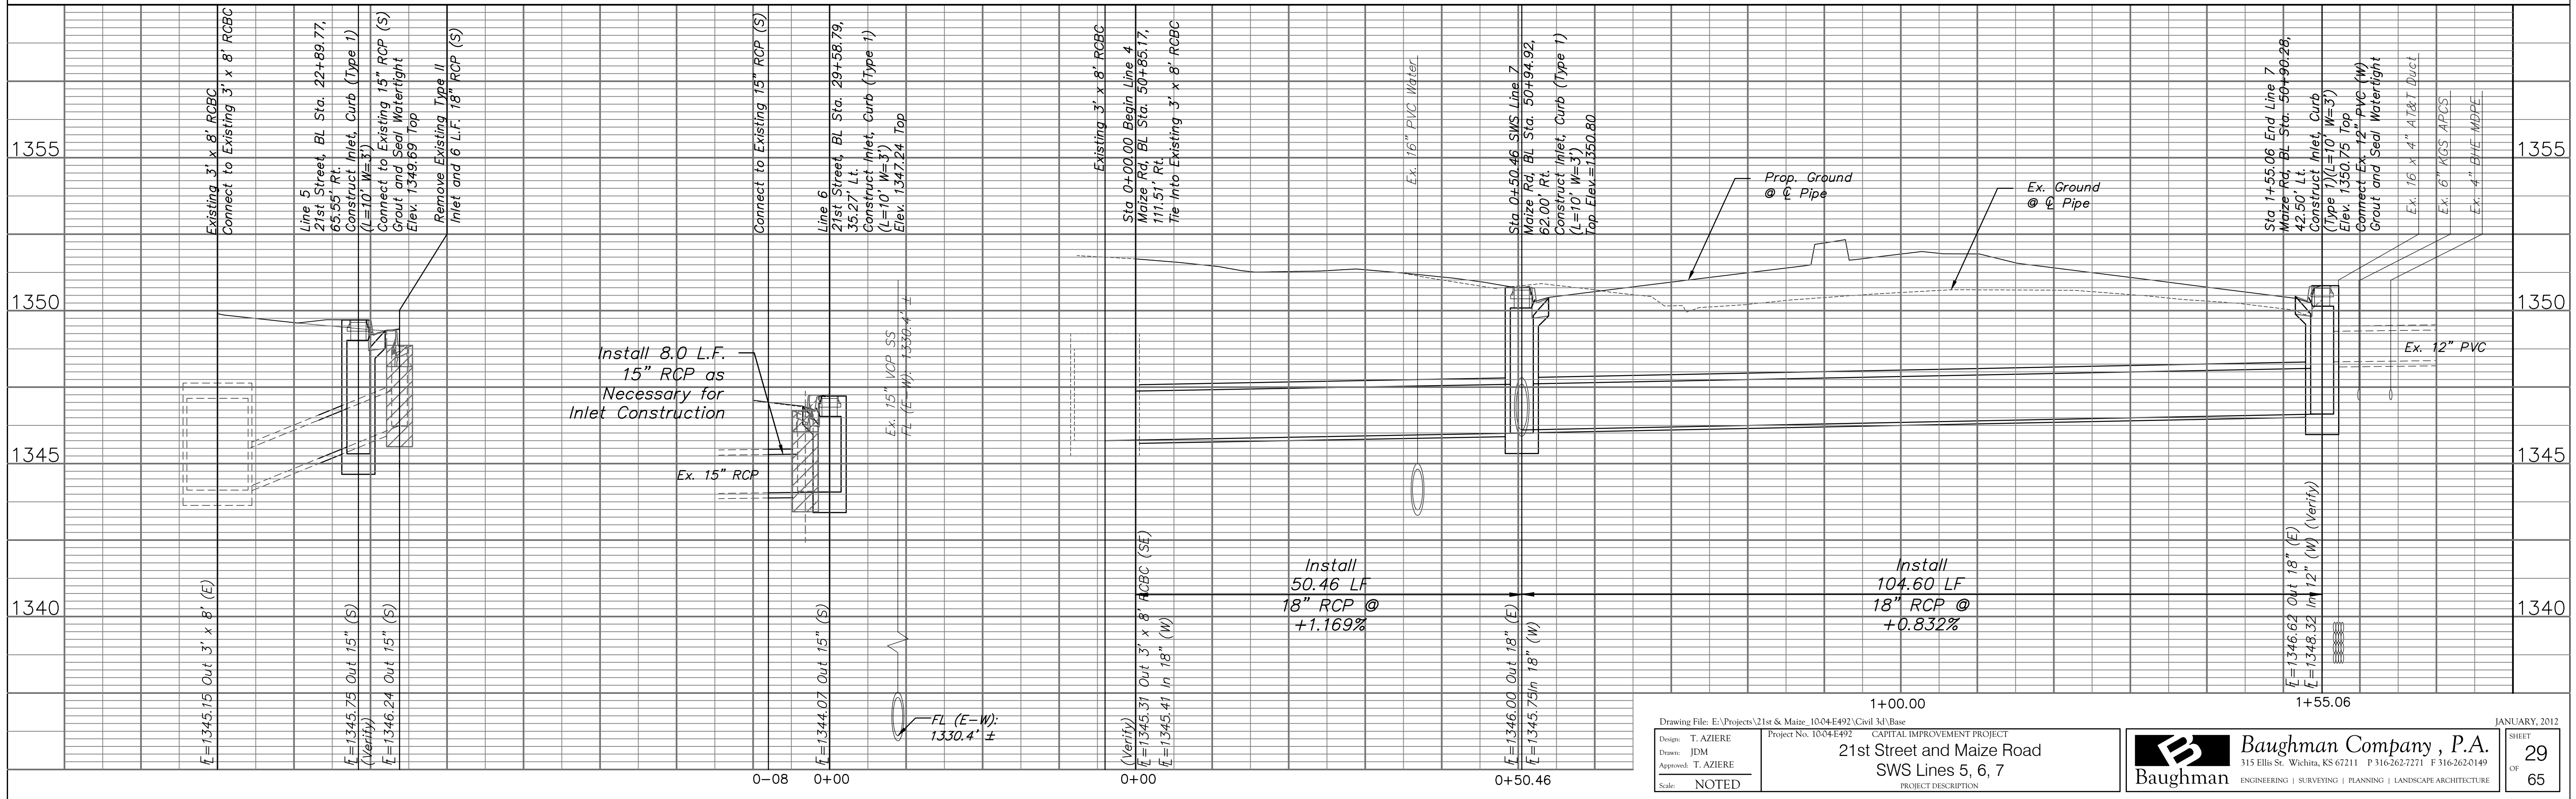 1355
1350
1345
1340
Existing 3' x 8' RCBC
Connect to Existing 3' x 8' RCBC
Line 5
21st Street, BL Sta. 22+89.77,
65.55' Rt.
Construct Inlet, Curb (Type 1)
(L=10' W=3')
Connect to Existing 15" RCP (S)
Grout and Seal Watertight
Elev. 1349.69 Top
Remove Existing Type II
Inlet and 6 L.F. 18" RCP (S)
℄=1345.15 Out 3' x 8' (E)
℄=1345.75 Out 15" (S)
(Verify)
℄=1346.24 Out 15" (S)
Connect to Existing 15" RCP (S)
Line 6
21st Street, BL Sta. 29+58.79,
35.27' Lt.
Construct Inlet, Curb (Type 1)
(L=10' W=3')
Elev. 1347.24 Top
Install 8.0 L.F.
15" RCP as
Necessary for
Inlet Construction
Ex. 15" RCP
Ex. 15" VCP SS
FL (E-W): 1330.4' ±
℄=1344.07 Out 15" (S)
FL (E-W):
1330.4' ±
0-08
0+00
Existing 3' x 8' RCBC
Sta 0+00.00 Begin Line 4
Maize Rd, BL Sta. 50+85.17,
111.51' Rt.
Tie Into Existing 3' x 8' RCBC
Ex. 16" PVC Water
(Verify)
℄=1345.31 Out 3' x 8' RCBC (SE)
℄=1345.41 In 18" (W)
Install
50.46 LF
18" RCP @
+1.169%
0+00
Sta. 0+50.46 SWS Line 7
Maize Rd, BL Sta. 50+94.92,
62.00' Rt.
Construct Inlet, Curb (Type 1)
(L=10' W=3')
Top Elev.=1350.80
Prop. Ground
@ ℄ Pipe
Ex. Ground
@ ℄ Pipe
℄=1346.00 Out 18" (E)
℄=1345.75In 18" (W)
0+50.46
Install
104.60 LF
18" RCP @
+0.832%
1+00.00
Sta 1+55.06 End Line 7
Maize Rd, BL Sta. 50+90.28,
42.50' Lt.
Construct Inlet, Curb
(Type 1)(L=10' W=3')
Elev. 1350.75 Top
Connect Ex. 12" PVC (W)
Grout and Seal Watertight
Ex. 16 x 4" AT&T Duct
Ex. 6" KGS APCS
Ex. 4" BHE MDPE
Ex. 12" PVC
℄=1346.62 Out 18" (E)
℄=1348.32 In 12" (W) (Verify)
1+55.06
1355
1350
1345
1340
Drawing File: E:\Projects\21st & Maize_10-04-E492\Civil 3d\Base
JANUARY, 2012
Design: T. AZIERE
Drawn: JDM
Approved: T. AZIERE
Scale: NOTED
Project No. 10-04-E492 CAPITAL IMPROVEMENT PROJECT
21st Street and Maize Road
SWS Lines 5, 6, 7
PROJECT DESCRIPTION
Baughman
Baughman Company , P.A.
315 Ellis St. Wichita, KS 67211 P 316-262-7271 F 316-262-0149
ENGINEERING | SURVEYING | PLANNING | LANDSCAPE ARCHITECTURE
SHEET
29
OF
65